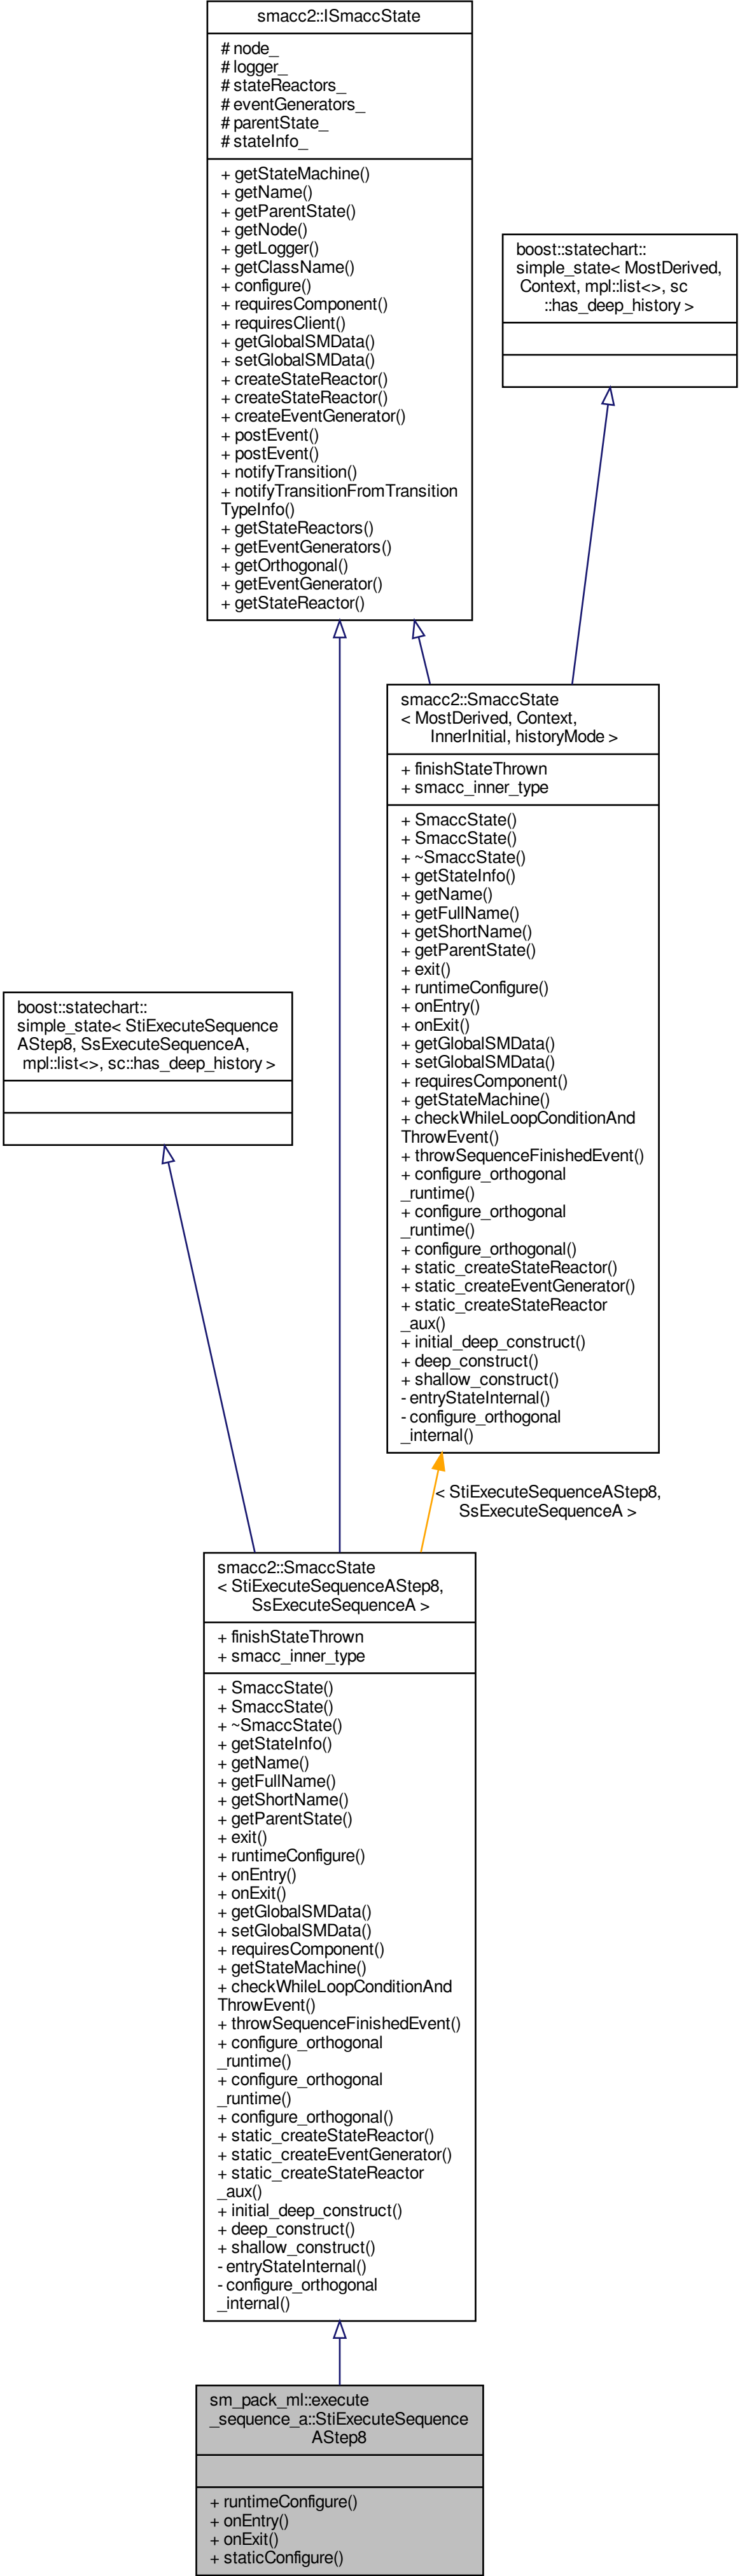 smacc2::ISmaccState
# node_
# logger_
# stateReactors_
# eventGenerators_
# parentState_
# stateInfo_
+ getStateMachine()
+ getName()
+ getParentState()
+ getNode()
+ getLogger()
+ getClassName()
+ configure()
+ requiresComponent()
+ requiresClient()
+ getGlobalSMData()
+ setGlobalSMData()
+ createStateReactor()
+ createStateReactor()
+ createEventGenerator()
+ postEvent()
+ postEvent()
+ notifyTransition()
+ notifyTransitionFromTransition
TypeInfo()
+ getStateReactors()
+ getEventGenerators()
+ getOrthogonal()
+ getEventGenerator()
+ getStateReactor()
boost::statechart::
simple_state< MostDerived,
Context, mpl::list<>, sc
::has_deep_history >
smacc2::SmaccState
< MostDerived, Context,
InnerInitial, historyMode >
+ finishStateThrown
+ smacc_inner_type
+ SmaccState()
+ SmaccState()
+ ~SmaccState()
+ getStateInfo()
+ getName()
+ getFullName()
+ getShortName()
+ getParentState()
+ exit()
+ runtimeConfigure()
+ onEntry()
+ onExit()
+ getGlobalSMData()
+ setGlobalSMData()
+ requiresComponent()
+ getStateMachine()
+ checkWhileLoopConditionAnd
ThrowEvent()
+ throwSequenceFinishedEvent()
+ configure_orthogonal
_runtime()
+ configure_orthogonal
_runtime()
+ configure_orthogonal()
+ static_createStateReactor()
+ static_createEventGenerator()
+ static_createStateReactor
_aux()
+ initial_deep_construct()
+ deep_construct()
+ shallow_construct()
- entryStateInternal()
- configure_orthogonal
_internal()
boost::statechart::
simple_state< StiExecuteSequence
AStep8, SsExecuteSequenceA,
mpl::list<>, sc::has_deep_history >
< StiExecuteSequenceAStep8,
SsExecuteSequenceA >
smacc2::SmaccState
< StiExecuteSequenceAStep8,
SsExecuteSequenceA >
+ finishStateThrown
+ smacc_inner_type
+ SmaccState()
+ SmaccState()
+ ~SmaccState()
+ getStateInfo()
+ getName()
+ getFullName()
+ getShortName()
+ getParentState()
+ exit()
+ runtimeConfigure()
+ onEntry()
+ onExit()
+ getGlobalSMData()
+ setGlobalSMData()
+ requiresComponent()
+ getStateMachine()
+ checkWhileLoopConditionAnd
ThrowEvent()
+ throwSequenceFinishedEvent()
+ configure_orthogonal
_runtime()
+ configure_orthogonal
_runtime()
+ configure_orthogonal()
+ static_createStateReactor()
+ static_createEventGenerator()
+ static_createStateReactor
_aux()
+ initial_deep_construct()
+ deep_construct()
+ shallow_construct()
- entryStateInternal()
- configure_orthogonal
_internal()
sm_pack_ml::execute
_sequence_a::StiExecuteSequence
AStep8
+ runtimeConfigure()
+ onEntry()
+ onExit()
+ staticConfigure()